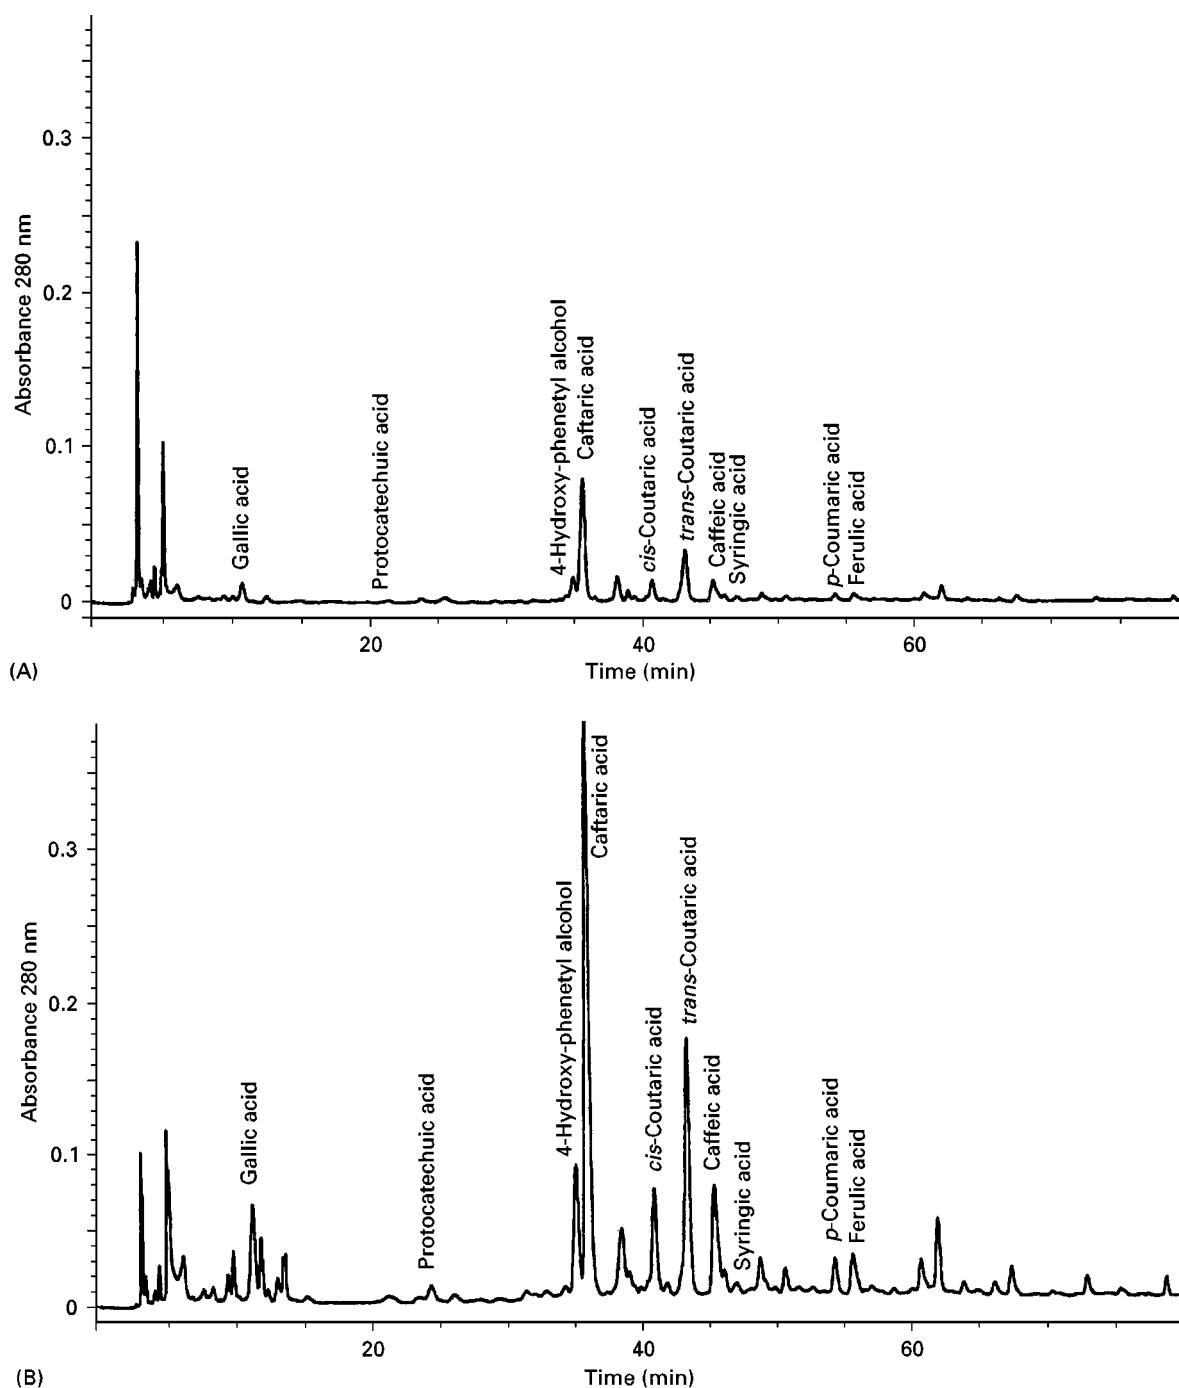 Absorbance 280 nm
0.3
0.2
0.1
0
Gallic acid
Protocatechuic acid
4-Hydroxy-phenetyl alcohol
Caftaric acid
cis-Coutaric acid
trans-Coutaric acid
Caffeic acid
Syringic acid
p-Coumaric acid
Ferulic acid
20
40
60
Time (min)
(A)
Absorbance 280 nm
0.3
0.2
0.1
0
Gallic acid
Protocatechuic acid
4-Hydroxy-phenetyl alcohol
Caftaric acid
cis-Coutaric acid
trans-Coutaric acid
Caffeic acid
Syringic acid
p-Coumaric acid
Ferulic acid
20
40
60
Time (min)
(B)